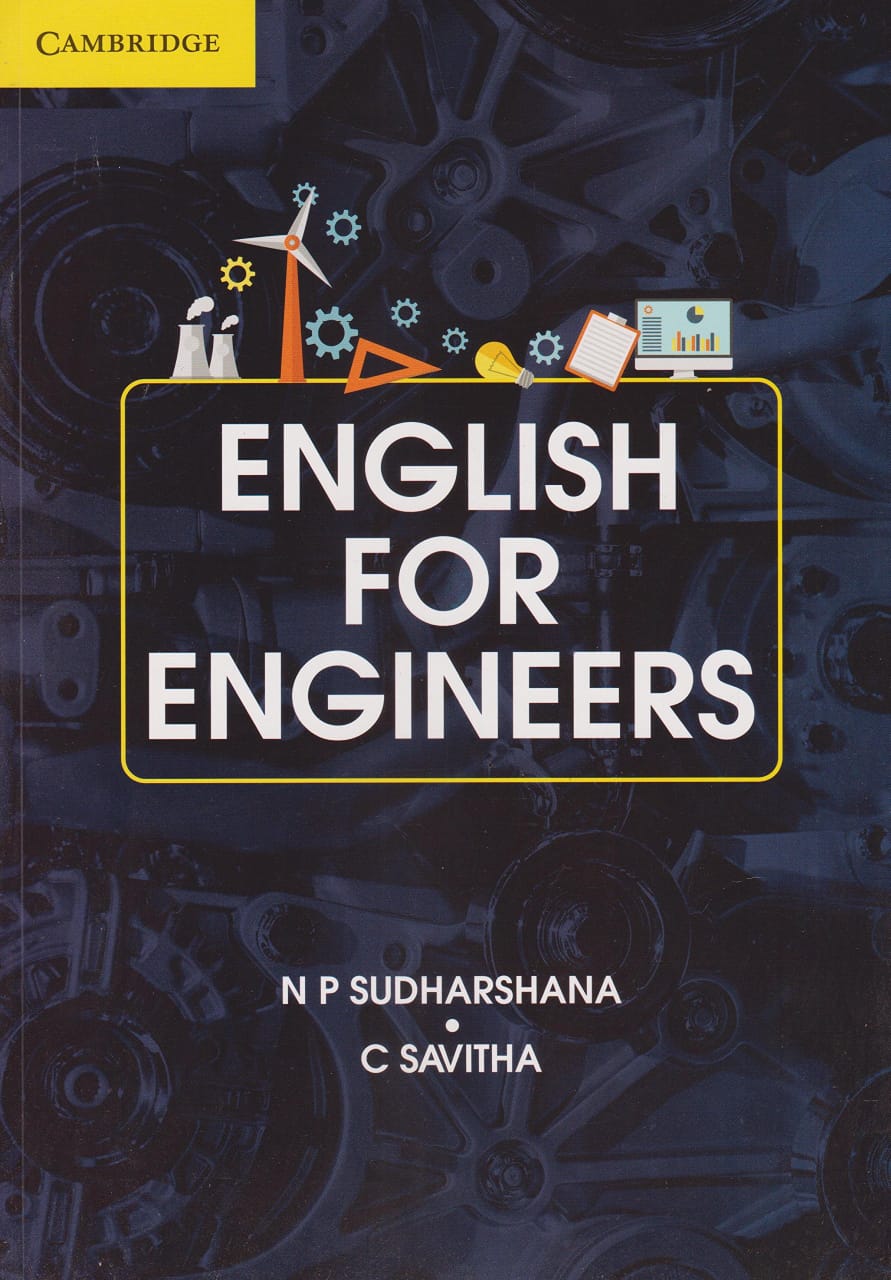 CAMBRIDGE
ENGLISH
FOR
ENGINEERS
N P SUDHARSHANA
•
C SAVITHA